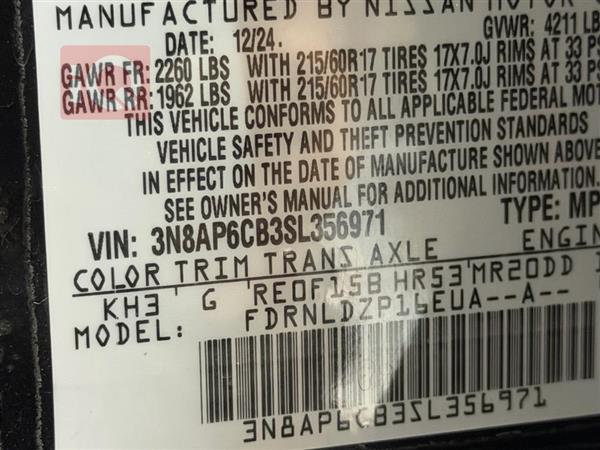 MANUFACTURED BY NISSAN MOTOR
DATE: 12/24. GVWR: 4211 LB
GAWR FR: 2260 LBS WITH 215/60R17 TIRES 17X7.0J RIMS AT 33 PS
GAWR RR: 1962 LBS WITH 215/60R17 TIRES 17X7.0J RIMS AT 33 PS
THIS VEHICLE CONFORMS TO ALL APPLICABLE FEDERAL MOT
VEHICLE SAFETY AND THEFT PREVENTION STANDARDS
IN EFFECT ON THE DATE OF MANUFACTURE SHOWN ABOVE
SEE OWNER'S MANUAL FOR ADDITIONAL INFORMATION.
VIN: 3N8AP6CB3SL356971 TYPE: MP
COLOR TRIM TRANS AXLE ENGIN
KH3 G RE0F15B HR53 MR20DD
MODEL: FDRNLDZP16EUA--A--
3N8AP6CB3SL356971